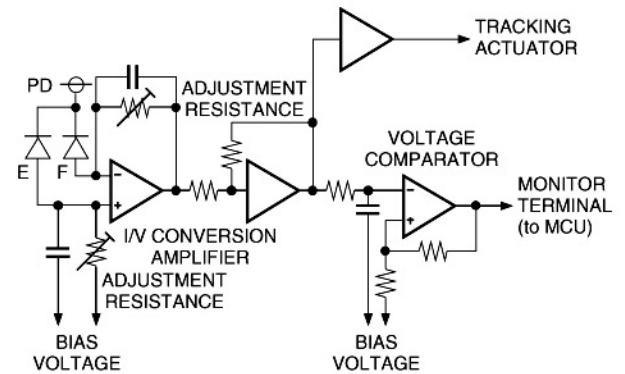 TRACKING
ACTUATOR
PD
ADJUSTMENT
RESISTANCE
VOLTAGE
COMPARATOR
E F
−
+
−
+
MONITOR
TERMINAL
(to MCU)
I/V CONVERSION
AMPLIFIER
ADJUSTMENT
RESISTANCE
BIAS
VOLTAGE
BIAS
VOLTAGE